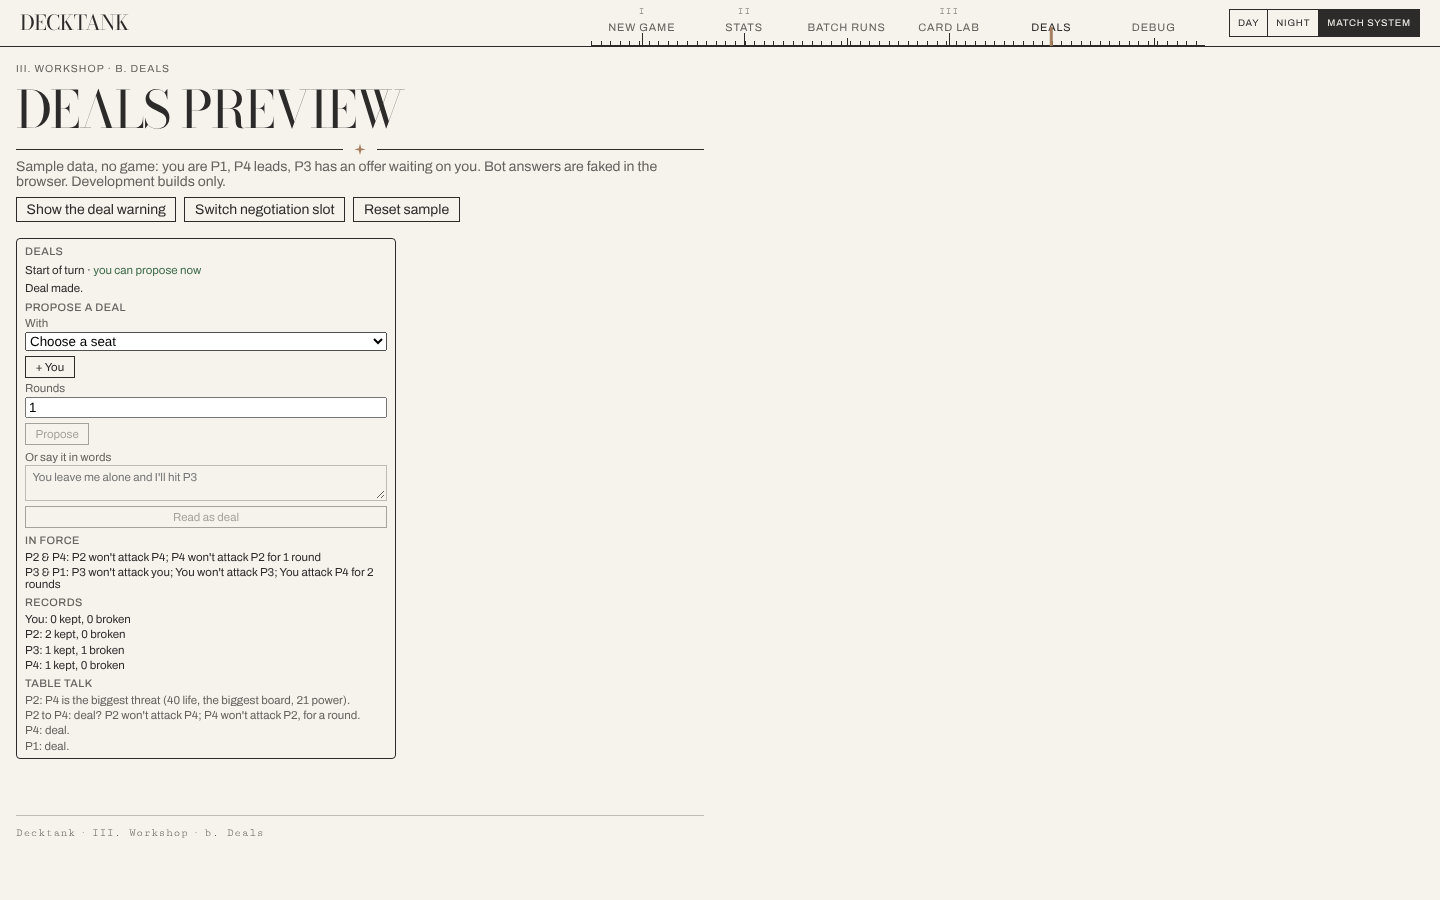 DECKTANK
I
II
III
NEW GAME
STATS
BATCH RUNS
CARD LAB
DEALS
DEBUG
DAY
NIGHT
MATCH SYSTEM
III. WORKSHOP · B. DEALS
DEALS PREVIEW
Sample data, no game: you are P1, P4 leads, P3 has an offer waiting on you. Bot answers are faked in the
browser. Development builds only.
Show the deal warning
Switch negotiation slot
Reset sample
DEALS
Start of turn · you can propose now
Deal made.
PROPOSE A DEAL
With
Choose a seat
+ You
Rounds
1
Propose
Or say it in words
You leave me alone and I'll hit P3
Read as deal
IN FORCE
P2 & P4: P2 won't attack P4; P4 won't attack P2 for 1 round
P3 & P1: P3 won't attack you; You won't attack P3; You attack P4 for 2
rounds
RECORDS
You: 0 kept, 0 broken
P2: 2 kept, 0 broken
P3: 1 kept, 1 broken
P4: 1 kept, 0 broken
TABLE TALK
P2: P4 is the biggest threat (40 life, the biggest board, 21 power).
P2 to P4: deal? P2 won't attack P4; P4 won't attack P2, for a round.
P4: deal.
P1: deal.
Decktank · III. Workshop · b. Deals